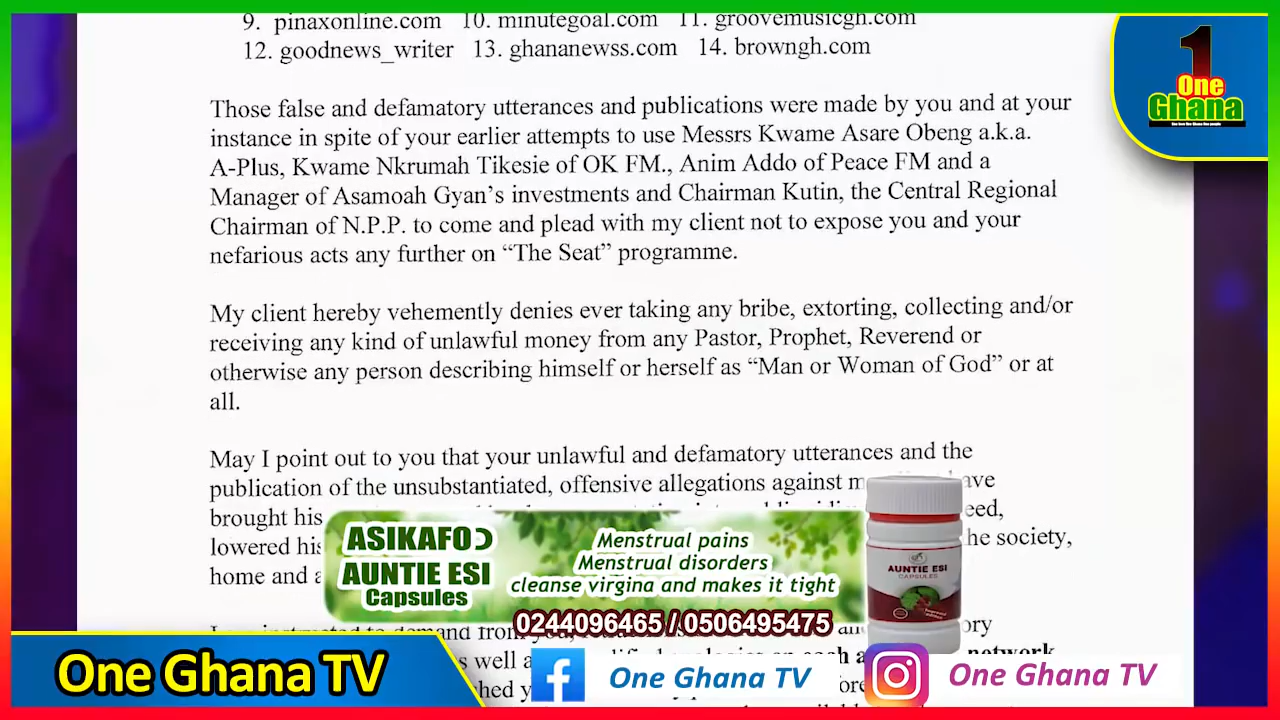 9. pinaxonline.com 10. minutegoal.com 11. groovemusicgh.com
12. goodnews_writer 13. ghananewss.com 14. browngh.com
Those false and defamatory utterances and publications were made by you and at your
instance in spite of your earlier attempts to use Messrs Kwame Asare Obeng a.k.a.
A-Plus, Kwame Nkrumah Tikesie of OK FM., Anim Addo of Peace FM and a
Manager of Asamoah Gyan's investments and Chairman Kutin, the Central Regional
Chairman of N.P.P. to come and plead with my client not to expose you and your
nefarious acts any further on “The Seat” programme.
My client hereby vehemently denies ever taking any bribe, extorting, collecting and/or
receiving any kind of unlawful money from any Pastor, Prophet, Reverend or
otherwise any person describing himself or herself as “Man or Woman of God” or at
all.
May I point out to you that your unlawful and defamatory utterances and the
publication of the unsubstantiated, offensive allegations against
brought his
lowered his he society,
home and
demand from
well network
1
One
Ghana
ASIKAFOƆ
AUNTIE ESI
Capsules
Menstrual pains
Menstrual disorders
cleanse virgina and makes it tight
0244096465 / 0506495475
AUNTIE ESI
CAPSULES
One Ghana TV
One Ghana TV
One Ghana TV